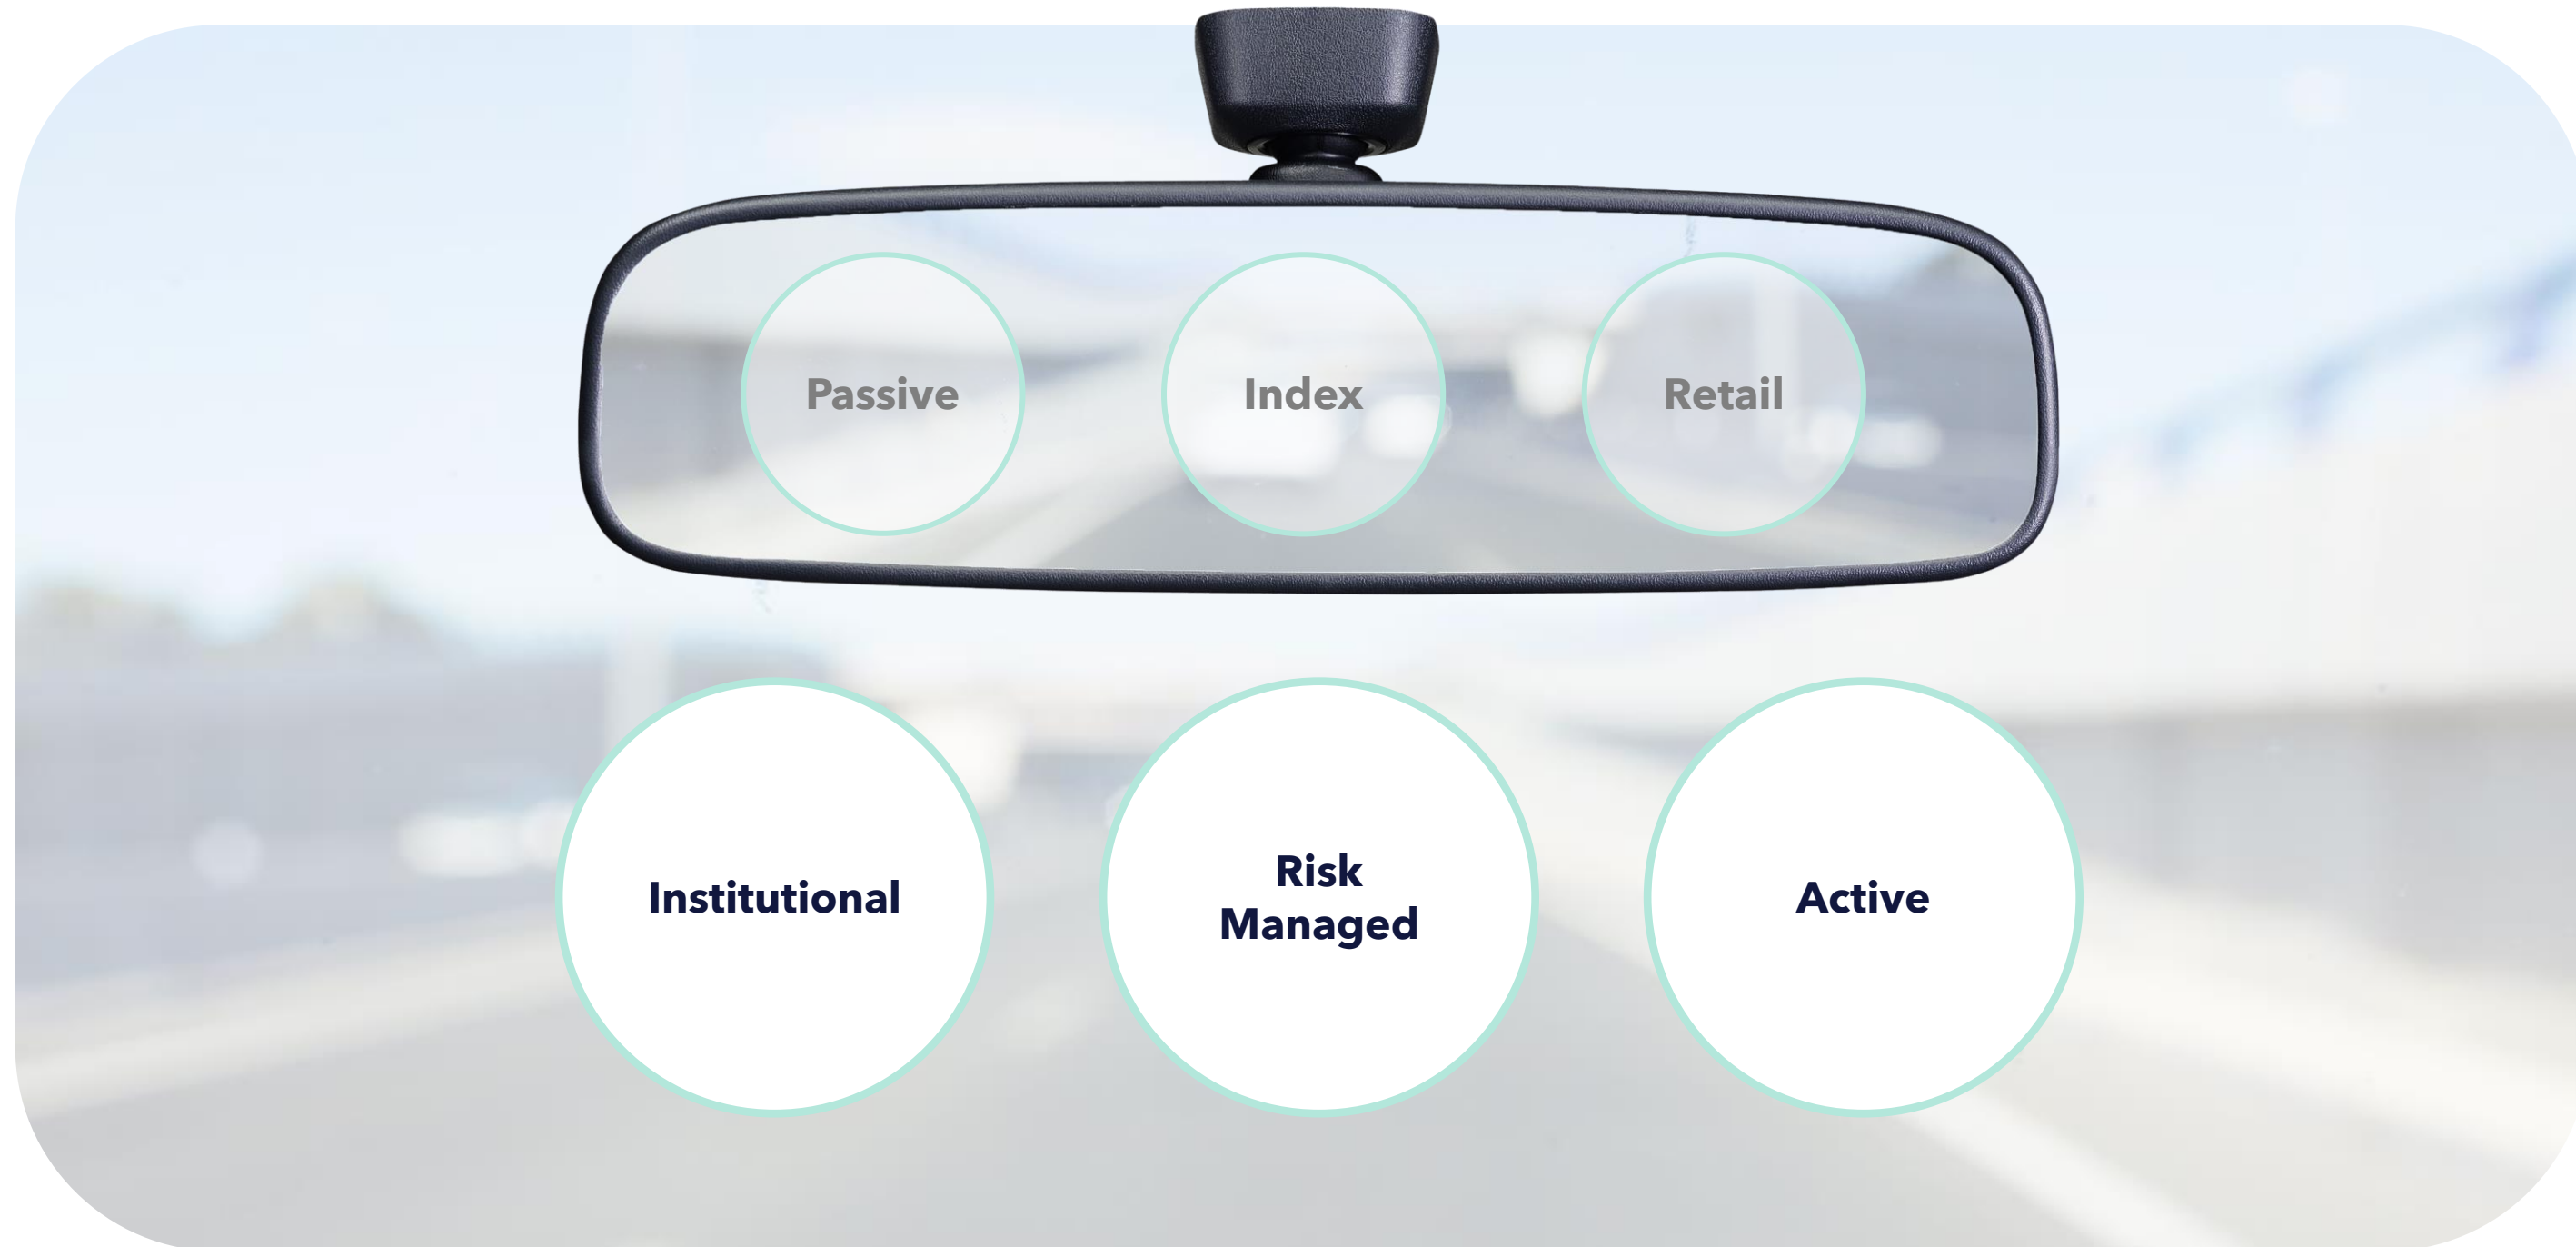 Passive
Index
Retail
Institutional
Risk
Managed
Active